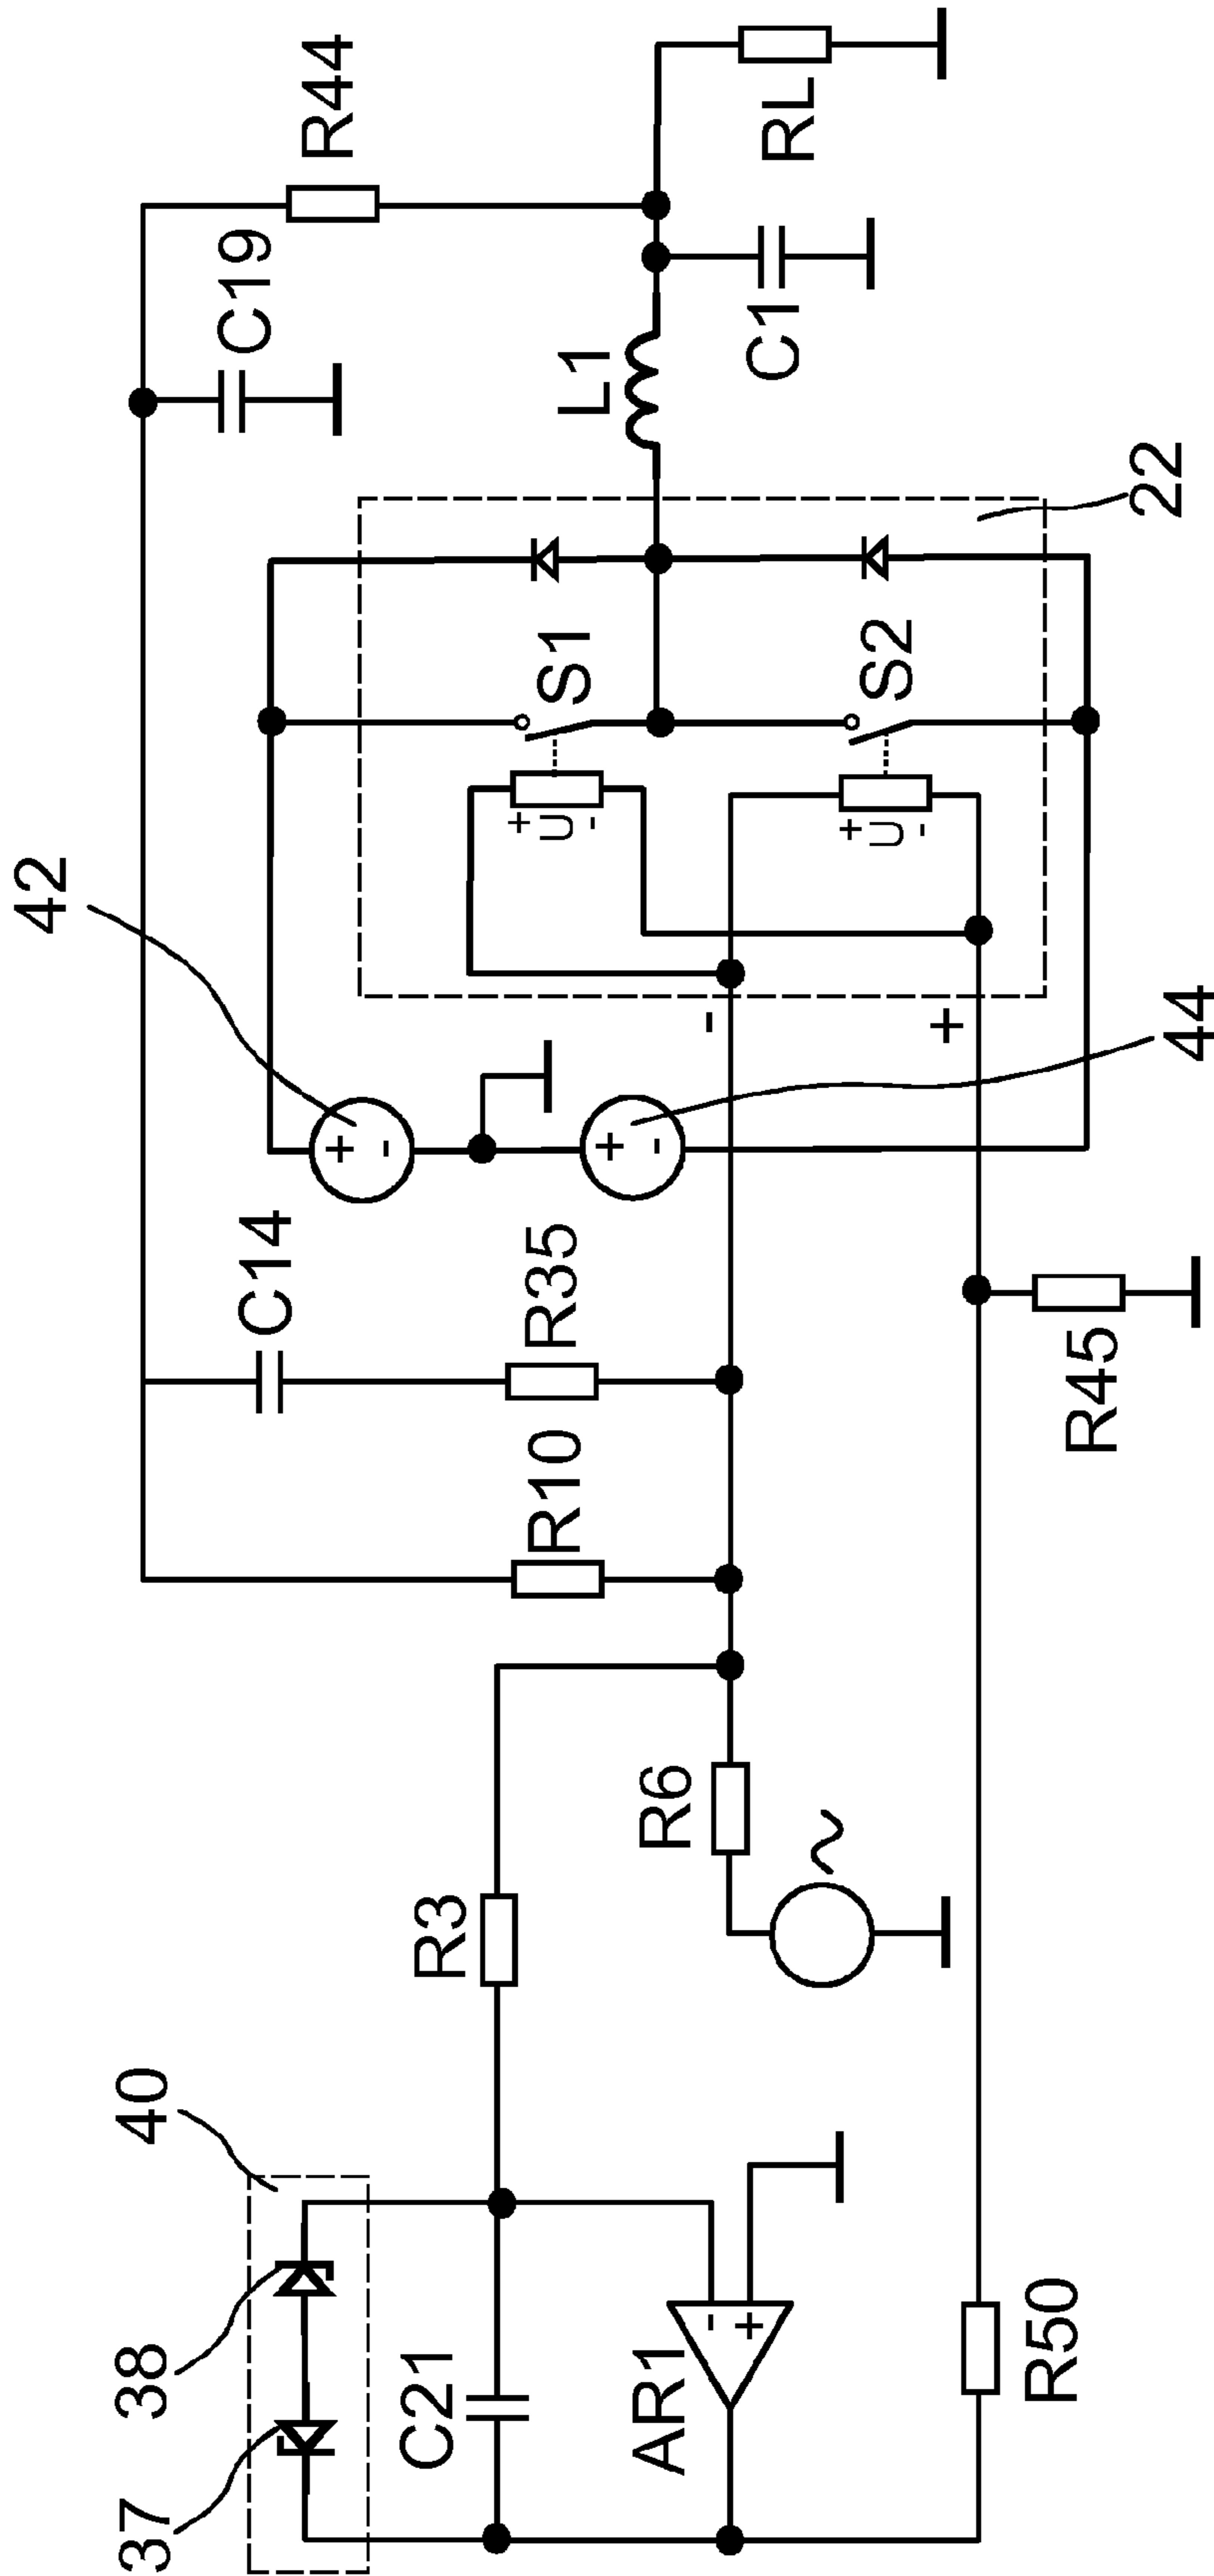 40
37
38
C21
AR1
-
+
R3
R6
~
R50
R10
C14
R35
R45
42
+
-
+
-
44
-
+
+
U
-
+
U
-
S1
S2
22
L1
C19
C1
R44
RL